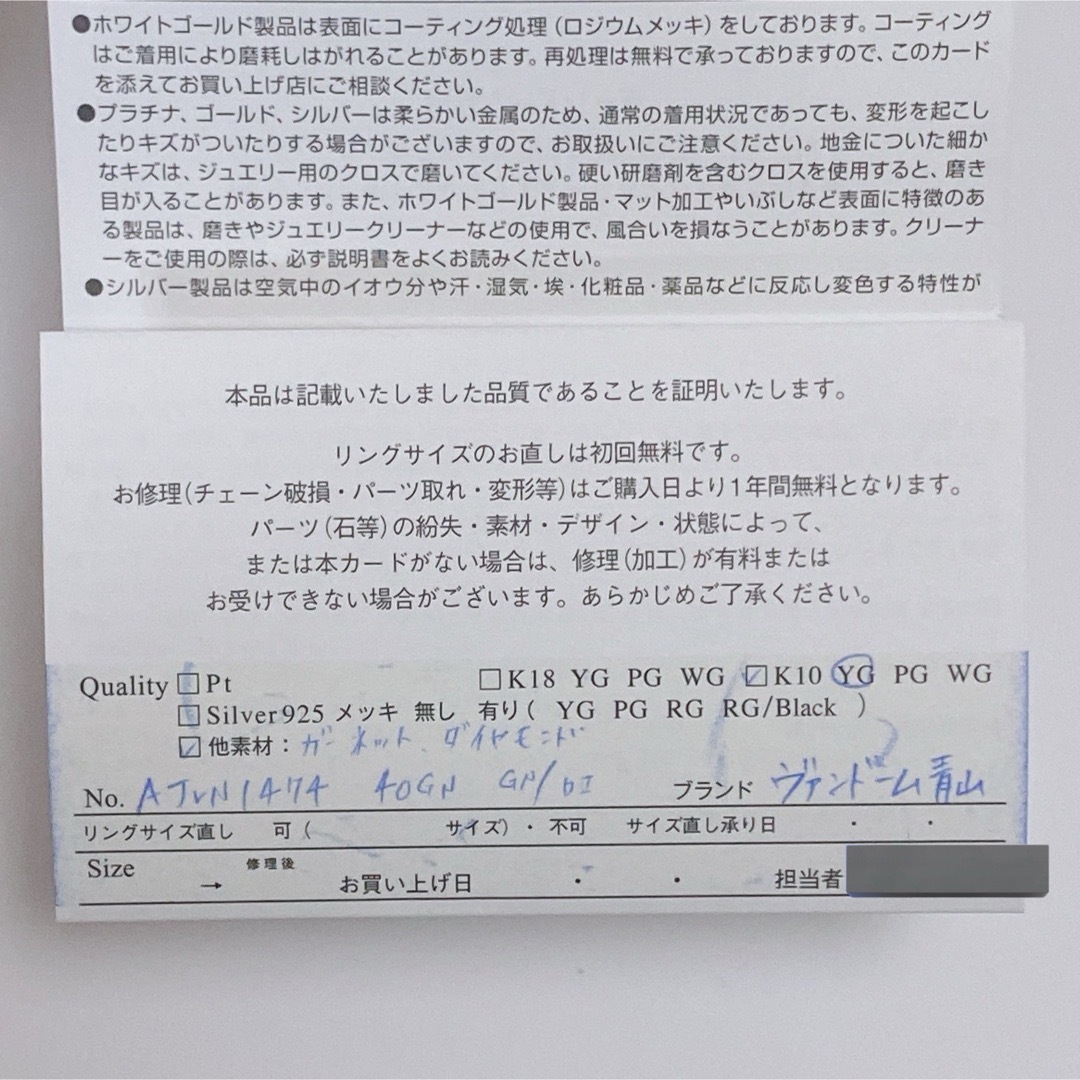 ●ホワイトゴールド製品は表面にコーティング処理（ロジウムメッキ）をしております。コーティング
はご着用により磨耗しはがれることがあります。再処理は無料で承っておりますので、このカード
を添えてお買い上げ店にご相談ください。
●プラチナ、ゴールド、シルバーは柔らかい金属のため、通常の着用状況であっても、変形を起こし
たりキズがついたりする場合がございますので、お取扱いにご注意ください。地金についた細か
なキズは、ジュエリー用のクロスで磨いてください。硬い研磨剤を含むクロスを使用すると、磨き
目が入ることがあります。また、ホワイトゴールド製品・マット加工やいぶしなど表面に特徴のあ
る製品は、磨きやジュエリークリーナーなどの使用で、風合いを損なうことがあります。クリーナ
ーをご使用の際は、必ず説明書をよくお読みください。
●シルバー製品は空気中のイオウ分や汗・湿気・埃・化粧品・薬品などに反応し変色する特性が
本品は記載いたしました品質であることを証明いたします。
リングサイズのお直しは初回無料です。
お修理（チェーン破損・パーツ取れ・変形等）はご購入日より1年間無料となります。
パーツ（石等）の紛失・素材・デザイン・状態によって、
または本カードがない場合は、修理（加工）が有料または
お受けできない場合がございます。あらかじめご了承ください。
Quality □Pt □K18 YG PG WG ☑K10 YG PG WG
□Silver925 メッキ 無し 有り（ YG PG RG RG/Black ）
☑他素材：ガーネット、ダイヤモンド
No. AJVN1474 40GN GN/DI ブランド ヴァンドーム青山
リングサイズ直し 可（ サイズ）・不可 サイズ直し承り日 ・ ・
Size → 修理後 お買い上げ日 ・ ・ 担当者